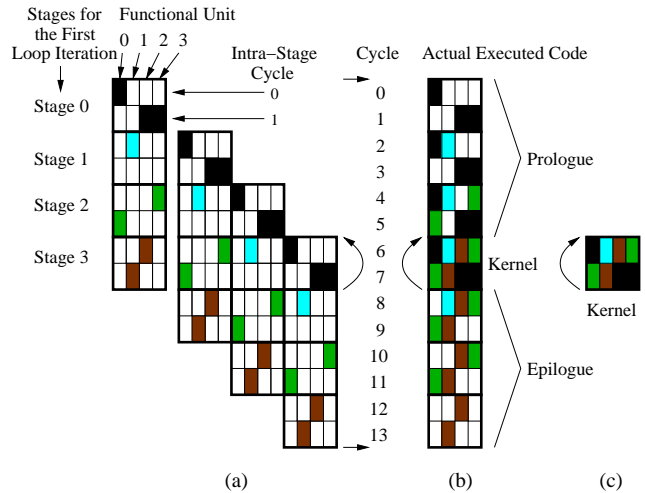 Stages for
the First
Loop Iteration
Functional Unit
0 1 2 3
Intra-Stage
Cycle
Cycle
Actual Executed Code
Stage 0
Stage 1
Stage 2
Stage 3
0
1
0
1
2
3
4
5
6
7
8
9
10
11
12
13
Prologue
Kernel
Epilogue
Kernel
(a)
(b)
(c)